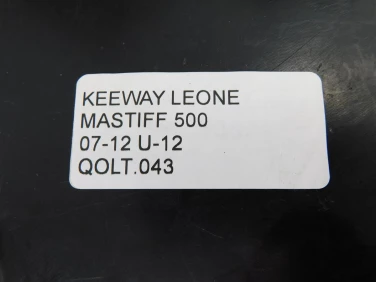 KEEWAY LEONE
MASTIFF 500
07-12 U-12
QOLT.043